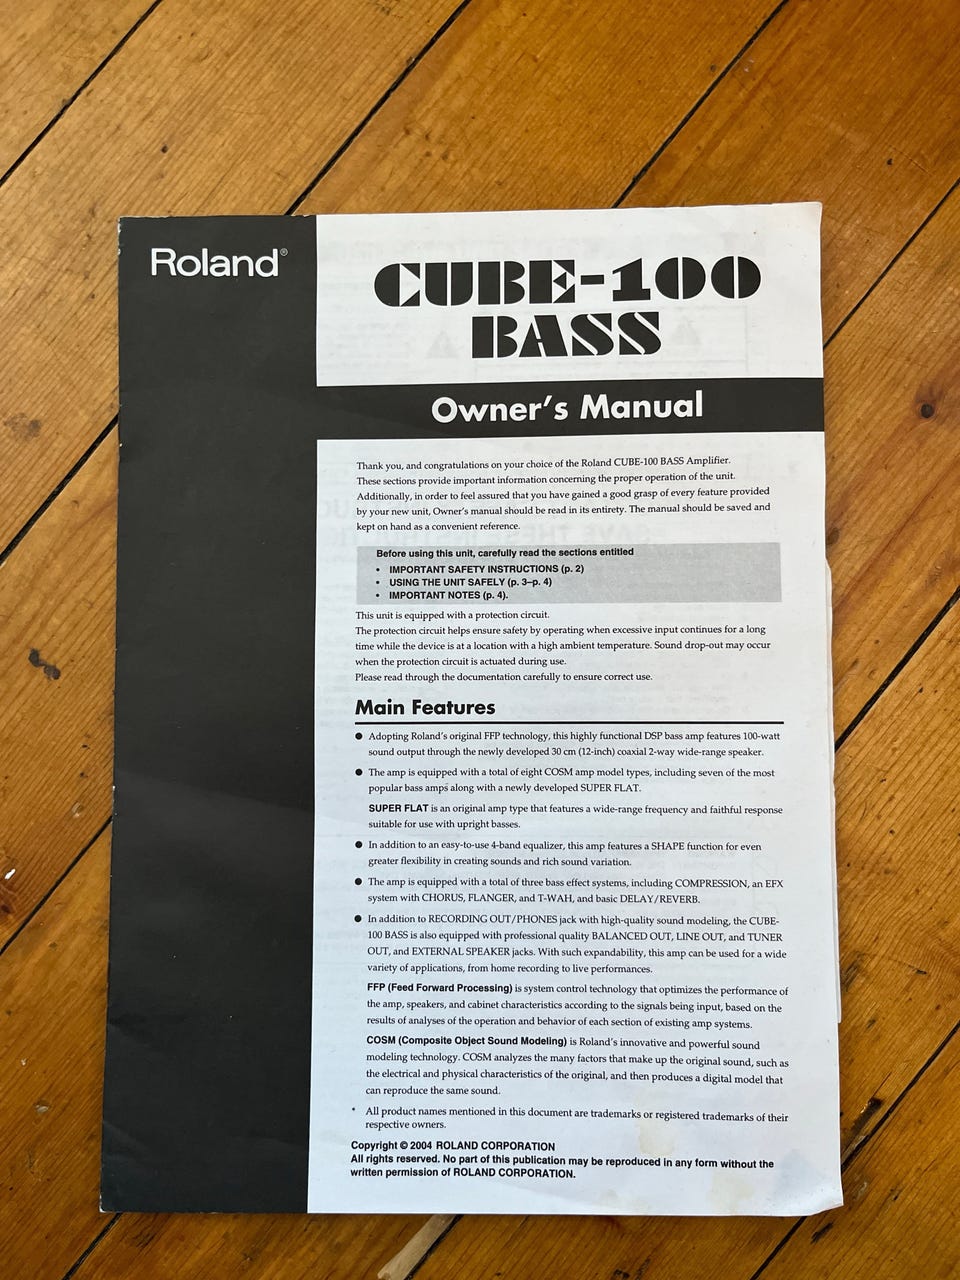 Roland®
CUBE-100
BASS
Owner's Manual
Thank you, and congratulations on your choice of the Roland CUBE-100 BASS Amplifier.
These sections provide important information concerning the proper operation of the unit.
Additionally, in order to feel assured that you have gained a good grasp of every feature provided
by your new unit, Owner's manual should be read in its entirety. The manual should be saved and
kept on hand as a convenient reference.
Before using this unit, carefully read the sections entitled
• IMPORTANT SAFETY INSTRUCTIONS (p. 2)
• USING THE UNIT SAFELY (p. 3–p. 4)
• IMPORTANT NOTES (p. 4).
This unit is equipped with a protection circuit.
The protection circuit helps ensure safety by operating when excessive input continues for a long
time while the device is at a location with a high ambient temperature. Sound drop-out may occur
when the protection circuit is actuated during use.
Please read through the documentation carefully to ensure correct use.
Main Features
● Adopting Roland's original FFP technology, this highly functional DSP bass amp features 100-watt
sound output through the newly developed 30 cm (12-inch) coaxial 2-way wide-range speaker.
● The amp is equipped with a total of eight COSM amp model types, including seven of the most
popular bass amps along with a newly developed SUPER FLAT.
SUPER FLAT is an original amp type that features a wide-range frequency and faithful response
suitable for use with upright basses.
● In addition to an easy-to-use 4-band equalizer, this amp features a SHAPE function for even
greater flexibility in creating sounds and rich sound variation.
● The amp is equipped with a total of three bass effect systems, including COMPRESSION, an EFX
system with CHORUS, FLANGER, and T-WAH, and basic DELAY/REVERB.
● In addition to RECORDING OUT/PHONES jack with high-quality sound modeling, the CUBE-
100 BASS is also equipped with professional quality BALANCED OUT, LINE OUT, and TUNER
OUT, and EXTERNAL SPEAKER jacks. With such expandability, this amp can be used for a wide
variety of applications, from home recording to live performances.
FFP (Feed Forward Processing) is system control technology that optimizes the performance of
the amp, speakers, and cabinet characteristics according to the signals being input, based on the
results of analyses of the operation and behavior of each section of existing amp systems.
COSM (Composite Object Sound Modeling) is Roland's innovative and powerful sound
modeling technology. COSM analyzes the many factors that make up the original sound, such as
the electrical and physical characteristics of the original, and then produces a digital model that
can reproduce the same sound.
* All product names mentioned in this document are trademarks or registered trademarks of their
respective owners.
Copyright © 2004 ROLAND CORPORATION
All rights reserved. No part of this publication may be reproduced in any form without the
written permission of ROLAND CORPORATION.